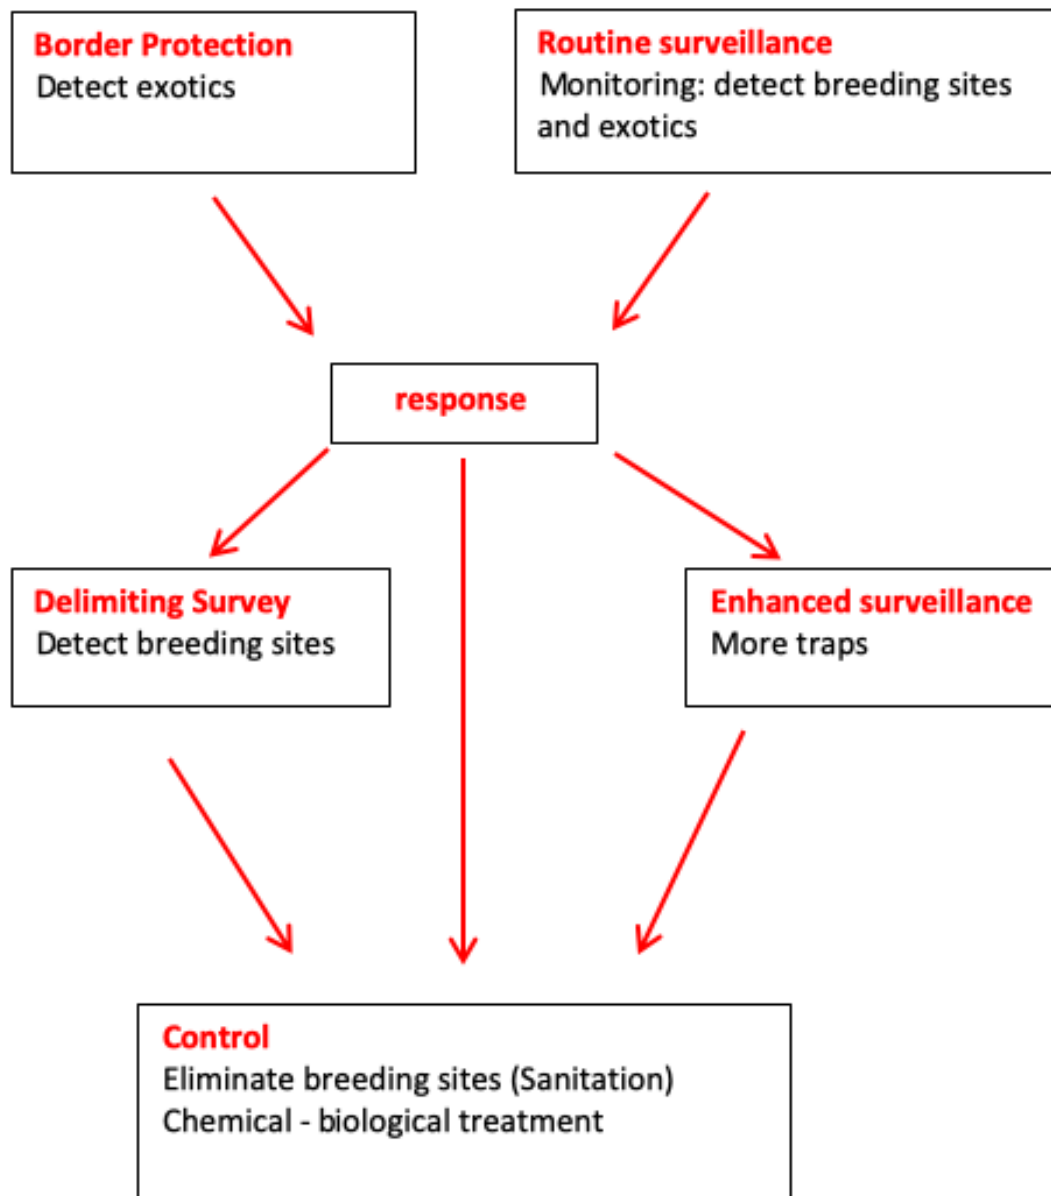 Border Protection
Detect exotics
Routine surveillance
Monitoring: detect breeding sites
and exotics
response
Delimiting Survey
Detect breeding sites
Enhanced surveillance
More traps
Control
Eliminate breeding sites (Sanitation)
Chemical - biological treatment